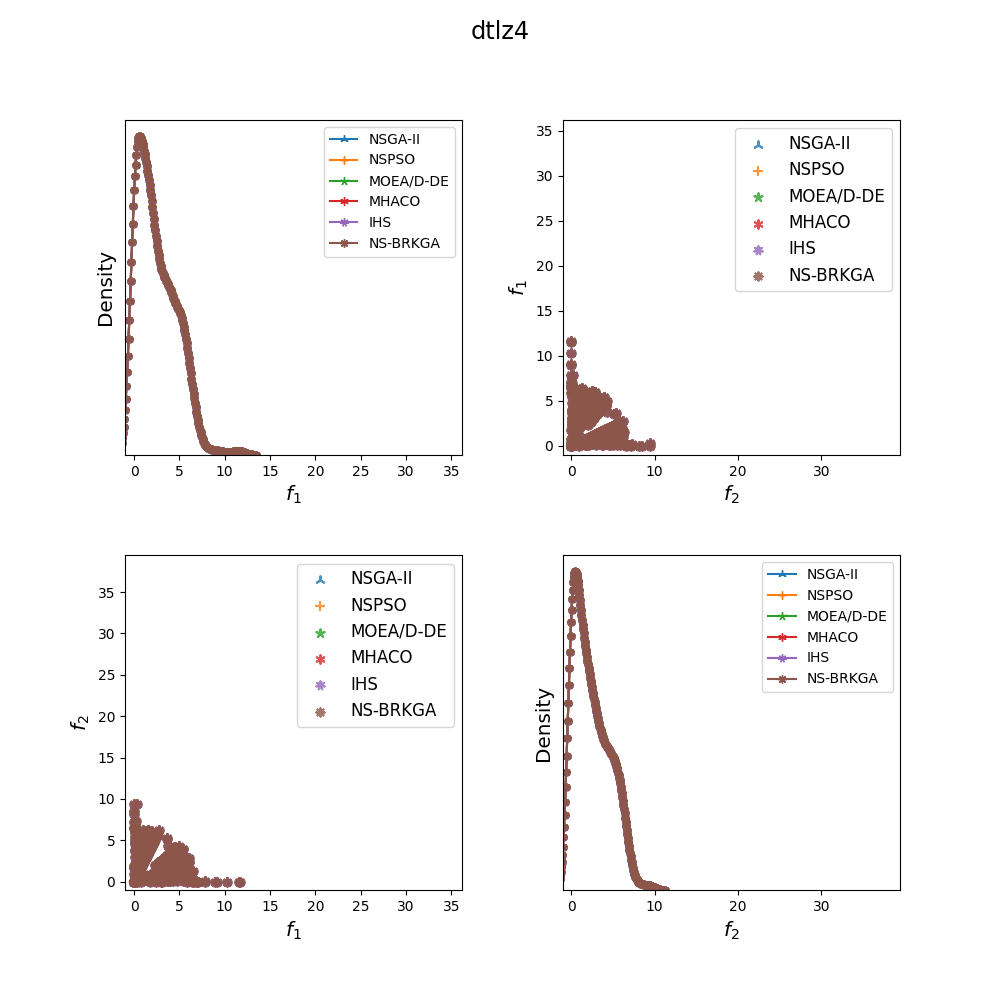 dtlz4
Density
NSGA-II
NSPSO
MOEA/D-DE
MHACO
IHS
NS-BRKGA
0 5 10 15 20 25 30 35
f1
f1
35
30
25
20
15
10
5
0
NSGA-II
NSPSO
MOEA/D-DE
MHACO
IHS
NS-BRKGA
0 10 20 30
f2
f2
35
30
25
20
15
10
5
0
NSGA-II
NSPSO
MOEA/D-DE
MHACO
IHS
NS-BRKGA
0 5 10 15 20 25 30 35
f1
Density
NSGA-II
NSPSO
MOEA/D-DE
MHACO
IHS
NS-BRKGA
0 10 20 30
f2